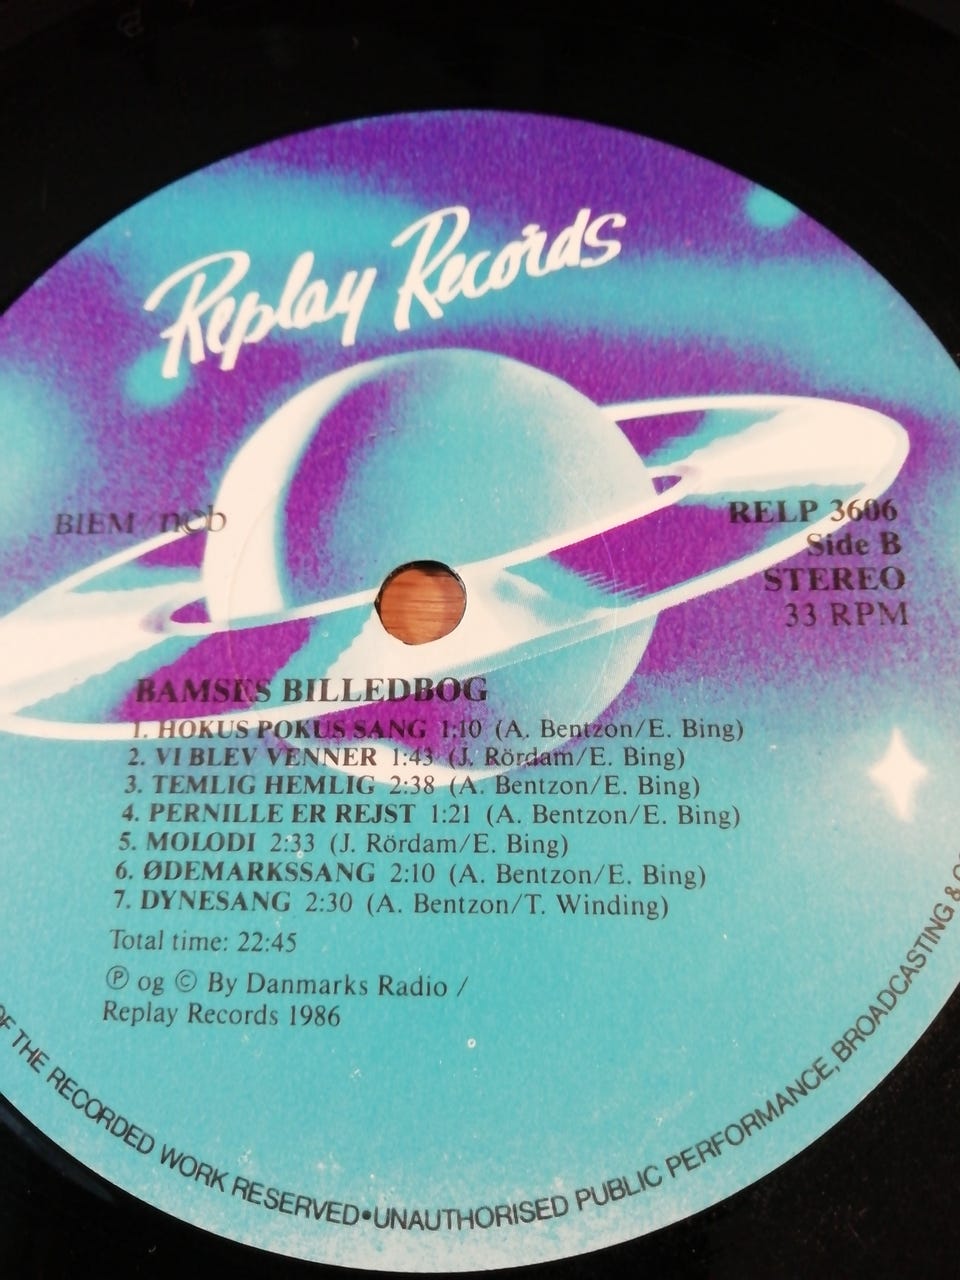 Replay Records
BIEM / ncb
RELP 3606
Side B
STEREO
33 RPM
BAMSES BILLEDBOG
1. HOKUS POKUS SANG 1:10 (A. Bentzon/E. Bing)
2. VI BLEV VENNER 1:43 (J. Rördam/E. Bing)
3. TEMLIG HEMLIG 2:38 (A. Bentzon/E. Bing)
4. PERNILLE ER REJST 1:21 (A. Bentzon/E. Bing)
5. MOLODI 2:33 (J. Rördam/E. Bing)
6. ØDEMARKSSANG 2:10 (A. Bentzon/E. Bing)
7. DYNESANG 2:30 (A. Bentzon/T. Winding)
Total time: 22:45
Ⓟ og © By Danmarks Radio /
Replay Records 1986
OF THE RECORDED WORK RESERVED•UNAUTHORISED PUBLIC PERFORMANCE, BROADCASTING &